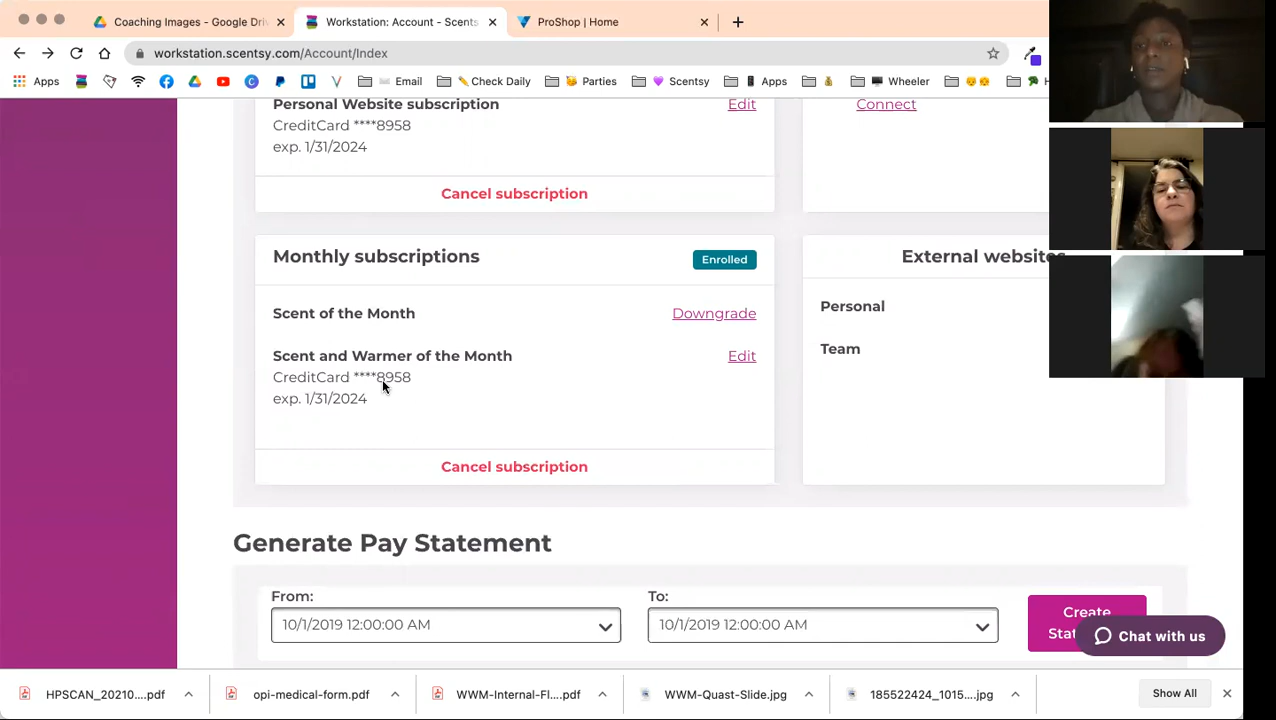 Coaching Images - Google Dri
Workstation: Account - Scents
ProShop | Home
workstation.scentsy.com/Account/Index
Apps
Email
Check Daily
Parties
Scentsy
Apps
Wheeler
Personal Website subscription
Edit
CreditCard ****8958
exp. 1/31/2024
Cancel subscription
Connect
Monthly subscriptions
Enrolled
Scent of the Month
Downgrade
Scent and Warmer of the Month
Edit
CreditCard ****8958
exp. 1/31/2024
Cancel subscription
External websites
Personal
Team
Generate Pay Statement
From:
10/1/2019 12:00:00 AM
To:
10/1/2019 12:00:00 AM
Create
Stat
Chat with us
HPSCAN_20210....pdf
opi-medical-form.pdf
WWM-Internal-Fl....pdf
WWM-Quast-Slide.jpg
185522424_1015....jpg
Show All